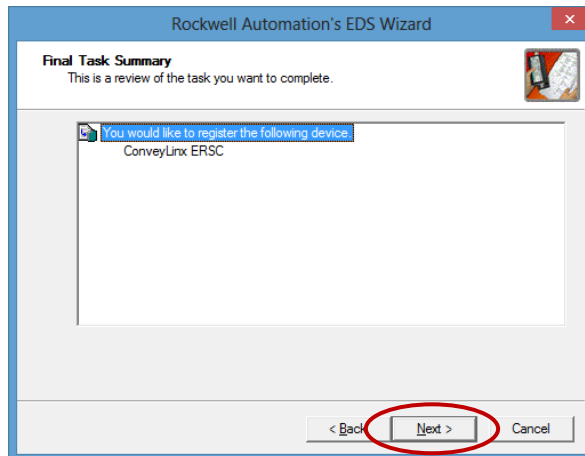 Rockwell Automation's EDS Wizard
Final Task Summary
This is a review of the task you want to complete.
You would like to register the following device.
ConveyLinx ERSC
< Back
Next >
Cancel